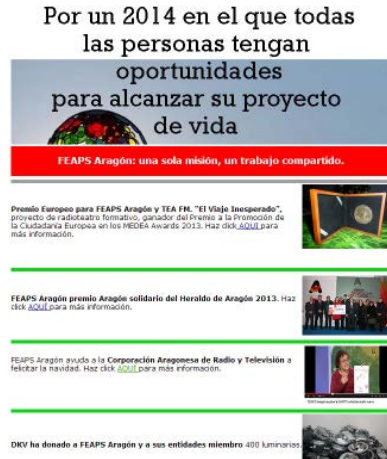 Por un 2014 en el que todas
las personas tengan
oportunidades
para alcanzar su proyecto
de vida
FEAPS Aragón: una sola misión, un trabajo compartido.
Premio Europeo para FEAPS Aragón y TEA FM. "El Viaje Inesperado",
proyecto de radioteatro formativo, ganador del Premio a la Promoción de
la Ciudadanía Europea en los MEDEA Awards 2013. Haz click AQUÍ para
más información.
FEAPS Aragón premio Aragón solidario del Heraldo de Aragón 2013. Haz
click AQUÍ para más información.
FEAPS Aragón ayuda a la Corporación Aragonesa de Radio y Televisión a
felicitar la navidad. Haz click AQUÍ para más información.
DKV ha donado a FEAPS Aragón y a sus entidades miembro 400 luminarias